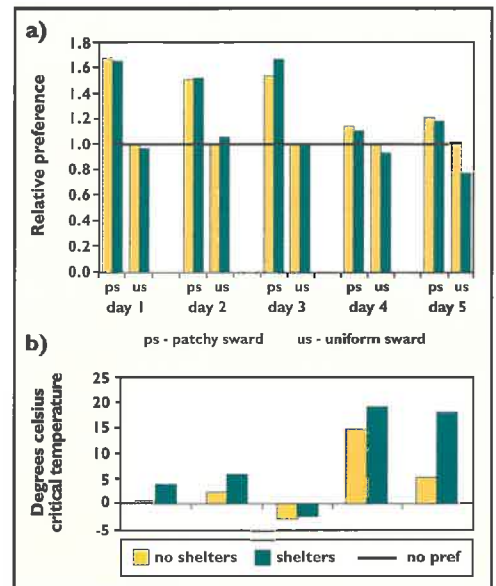 a)
Relative preference
1.8
1.6
1.4
1.2
1.0
0.8
0.6
0.4
0.2
0.0
ps us ps us ps us ps us ps us
day 1 day 2 day 3 day 4 day 5
ps - patchy sward us - uniform sward
b)
Degrees celsius
critical temperature
25
20
15
10
5
0
-5
no shelters shelters no pref